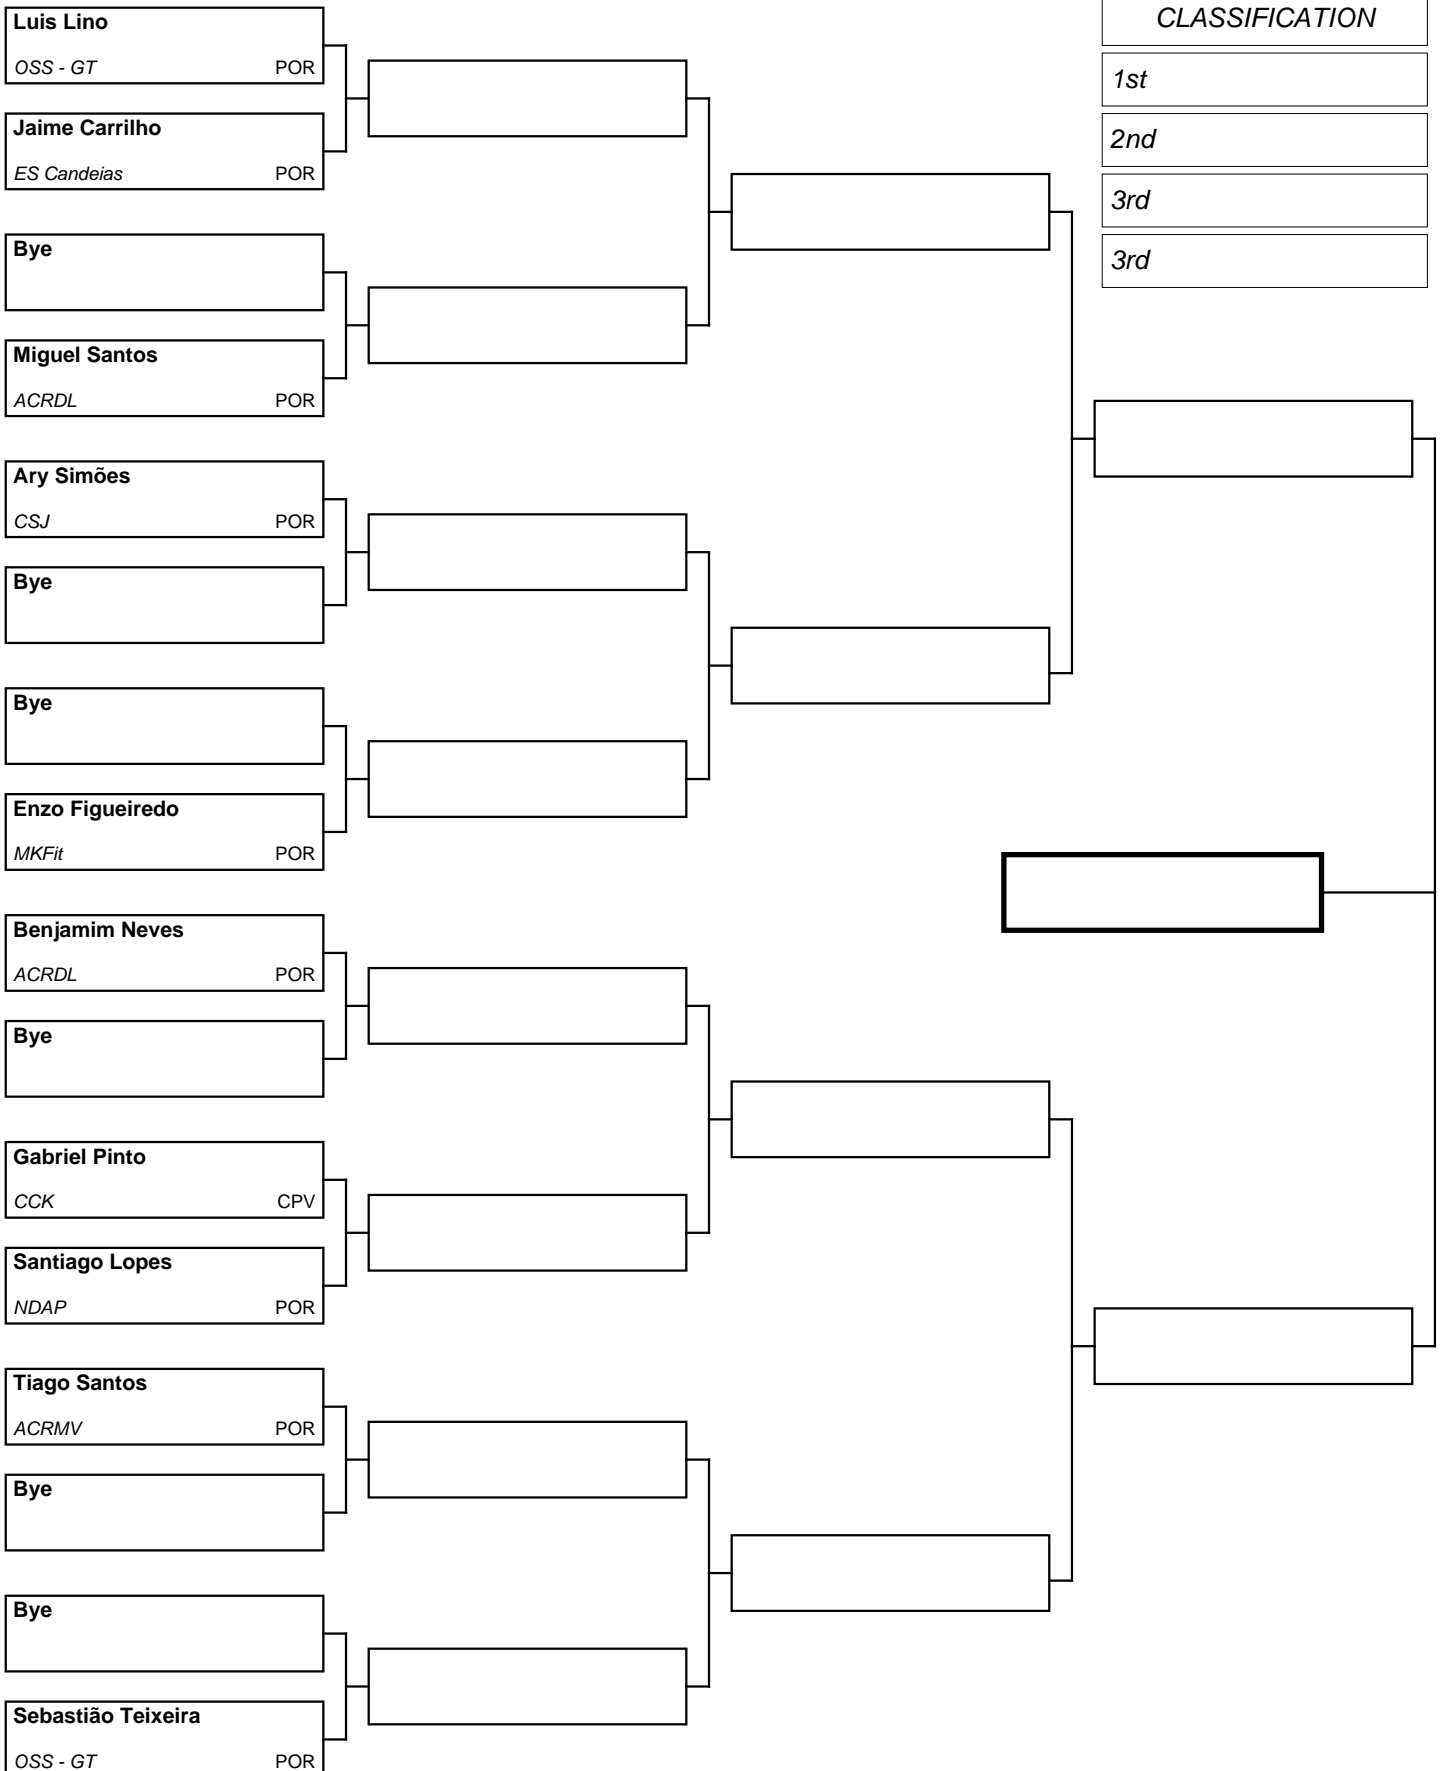 Luis Lino
OSS - GT POR
Jaime Carrilho
ES Candeias POR
Bye
Miguel Santos
ACRDL POR
Ary Simões
CSJ POR
Bye
Bye
Enzo Figueiredo
MKFit POR
Benjamim Neves
ACRDL POR
Bye
Gabriel Pinto
CCK CPV
Santiago Lopes
NDAP POR
Tiago Santos
ACRMV POR
Bye
Bye
Sebastião Teixeira
OSS - GT POR
CLASSIFICATION
1st
2nd
3rd
3rd